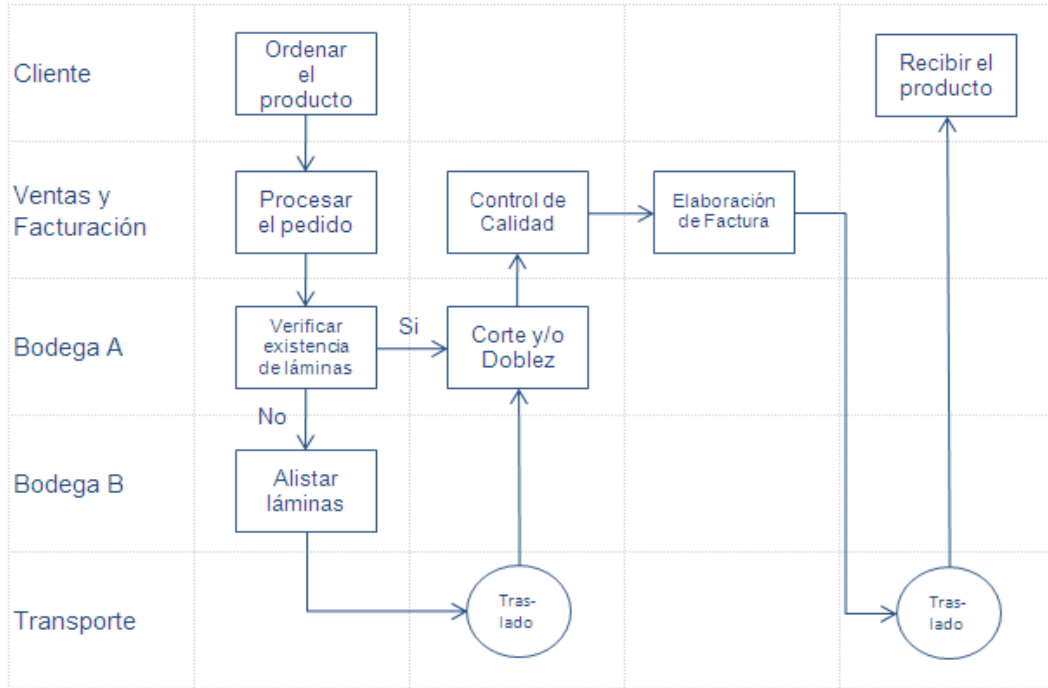 Cliente
Ordenar
el
producto
Recibir el
producto
Ventas y
Facturación
Procesar
el pedido
Control de
Calidad
Elaboración
de Factura
Bodega A
Verificar
existencia
de láminas
Si
Corte y/o
Doblez
No
Bodega B
Alistar
láminas
Transporte
Tras-
lado
Tras-
lado